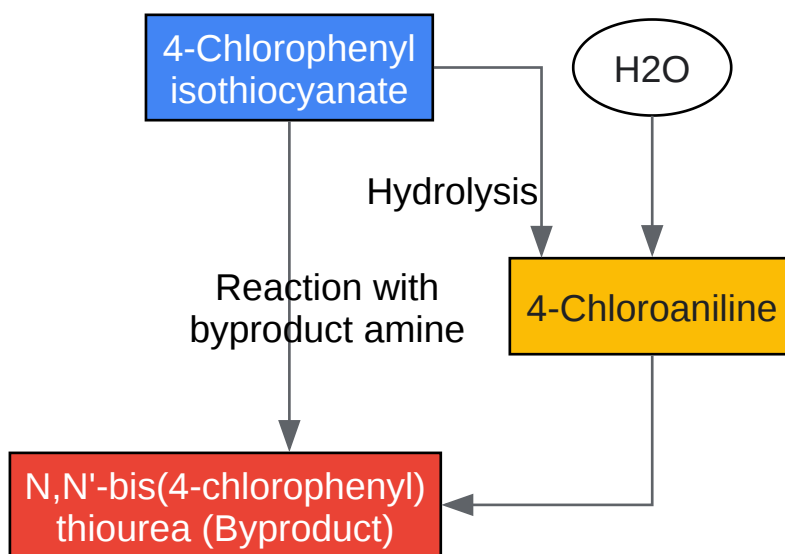 4-Chlorophenyl
isothiocyanate
H2O
Hydrolysis
Reaction with
byproduct amine
4-Chloroaniline
N,N'-bis(4-chlorophenyl)
thiourea (Byproduct)